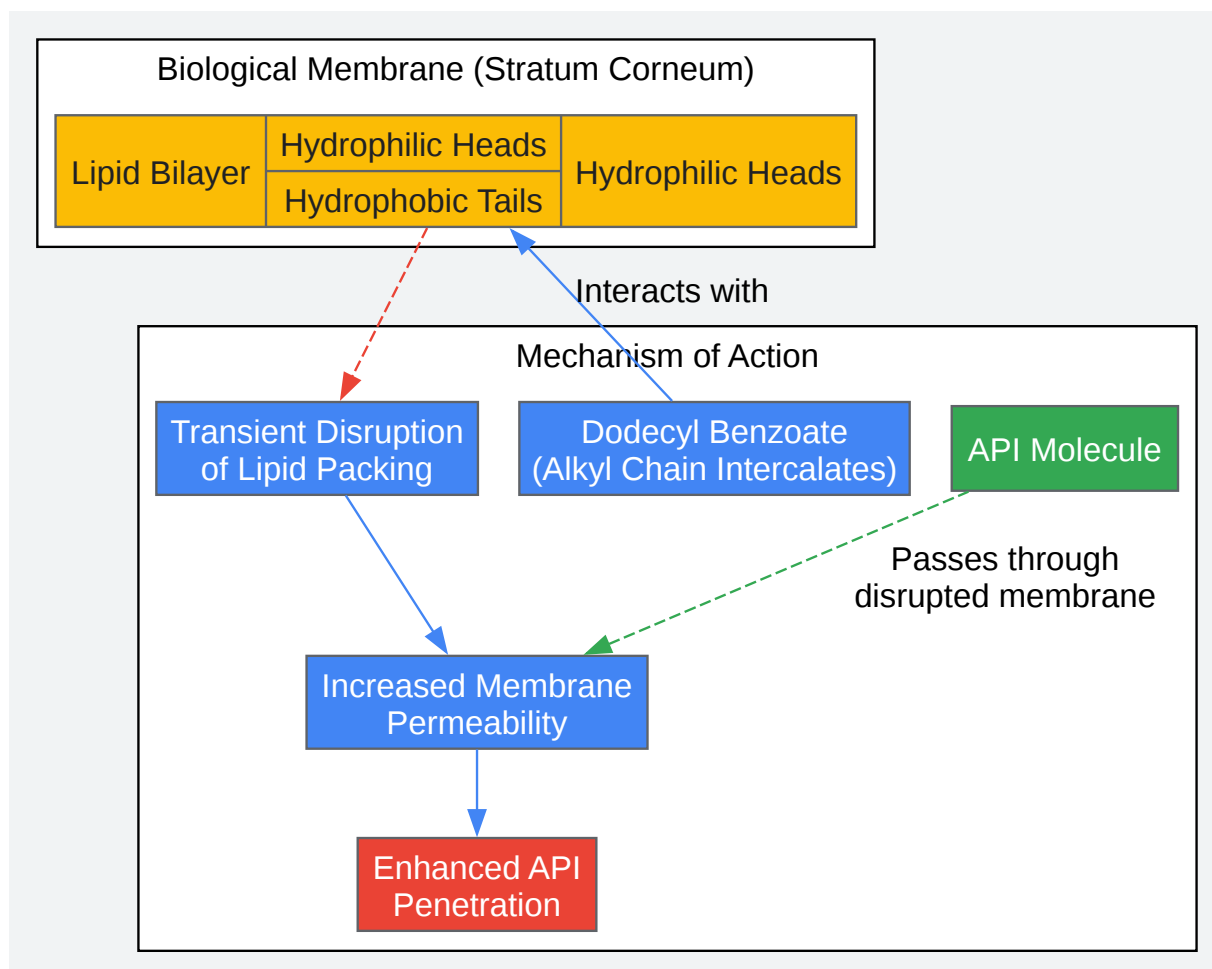 Biological Membrane (Stratum Corneum)
Lipid Bilayer
Hydrophilic Heads
Hydrophobic Tails
Hydrophilic Heads
Interacts with
Mechanism of Action
Transient Disruption
of Lipid Packing
Dodecyl Benzoate
(Alkyl Chain Intercalates)
API Molecule
Passes through
disrupted membrane
Increased Membrane
Permeability
Enhanced API
Penetration